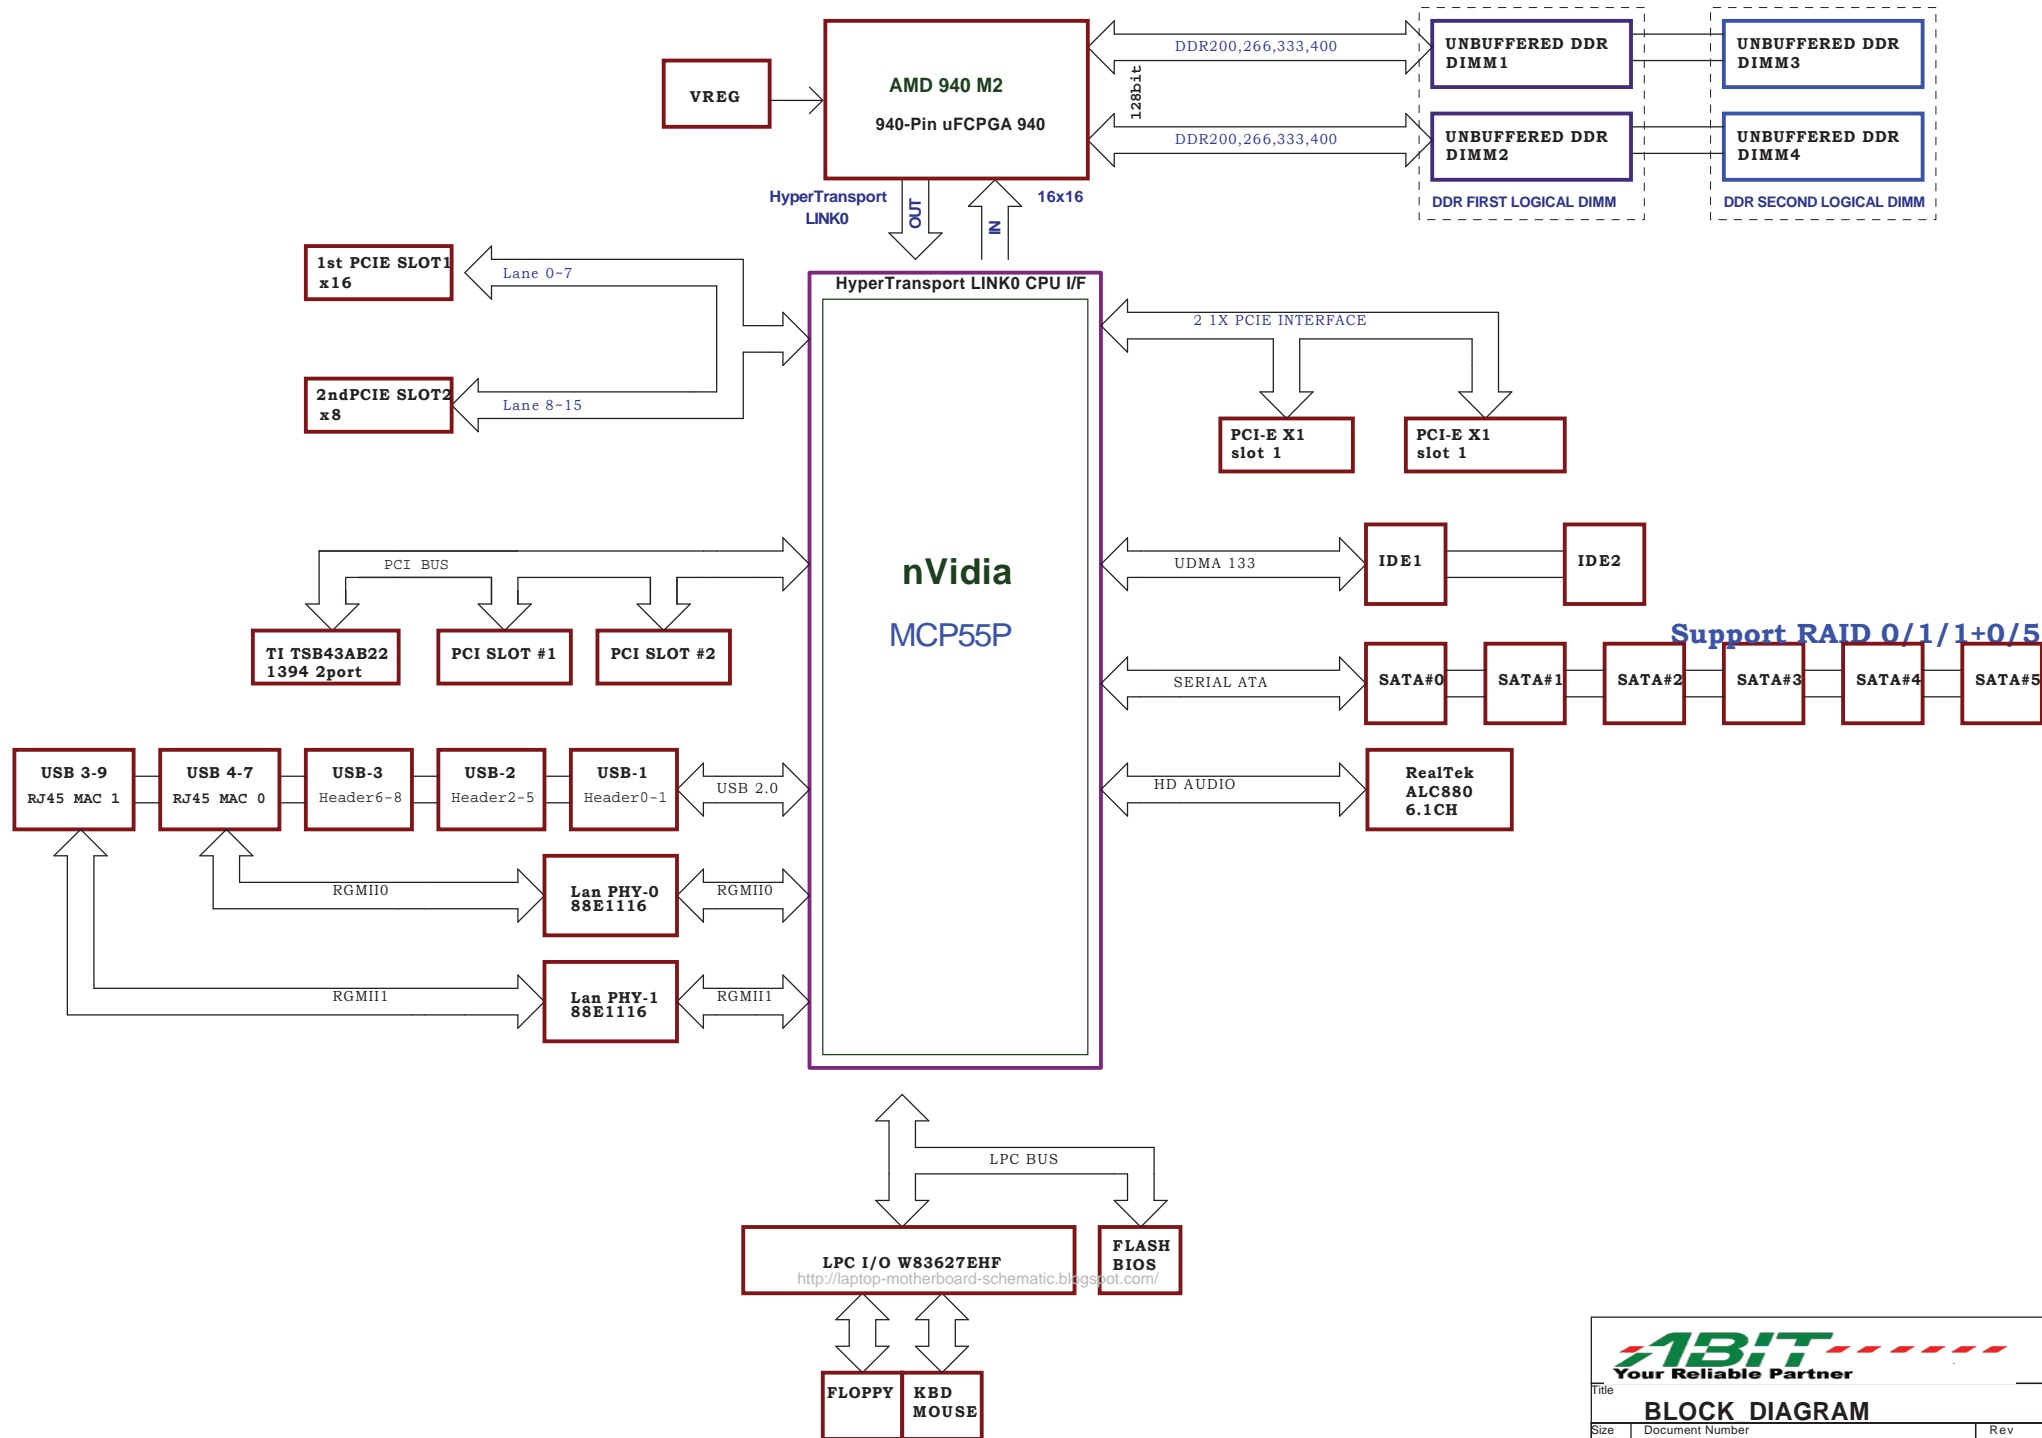 VREG
AMD 940 M2
940-Pin uFCPGA 940
DDR200,266,333,400
128bit
DDR200,266,333,400
UNBUFFERED DDR
DIMM1
UNBUFFERED DDR
DIMM3
UNBUFFERED DDR
DIMM2
UNBUFFERED DDR
DIMM4
DDR FIRST LOGICAL DIMM
DDR SECOND LOGICAL DIMM
HyperTransport
LINK0
OUT
IN
16x16
1st PCIE SLOT1
x16
Lane 0~7
2ndPCIE SLOT2
x8
Lane 8~15
HyperTransport LINK0 CPU I/F
2 1X PCIE INTERFACE
PCI-E X1
slot 1
PCI-E X1
slot 1
nVidia
MCP55P
PCI BUS
TI TSB43AB22
1394 2port
PCI SLOT #1
PCI SLOT #2
UDMA 133
IDE1
IDE2
Support RAID 0/1/1+0/5
SERIAL ATA
SATA#0
SATA#1
SATA#2
SATA#3
SATA#4
SATA#5
USB 3-9
RJ45 MAC 1
USB 4-7
RJ45 MAC 0
USB-3
Header6-8
USB-2
Header2-5
USB-1
Header0-1
USB 2.0
HD AUDIO
RealTek
ALC880
6.1CH
RGMII0
Lan PHY-0
88E1116
RGMII0
RGMII1
Lan PHY-1
88E1116
RGMII1
LPC BUS
LPC I/O W83627EHF
http://laptop-motherboard-schematic.blogspot.com/
FLASH
BIOS
FLOPPY
KBD
MOUSE
ABIT
Your Reliable Partner
Title
BLOCK DIAGRAM
Size
Document Number
Rev